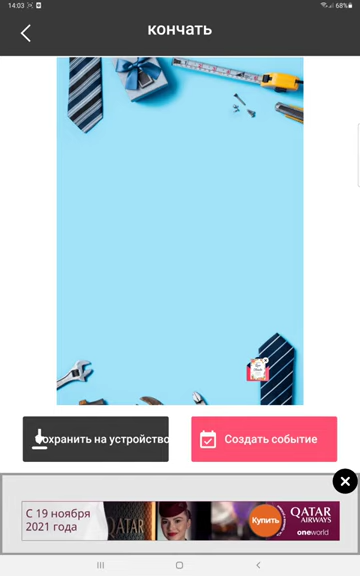 14:03
68%
кончать
охранить на устройство
Создать событие
С 19 ноября
2021 года
QATAR
Купить
QATAR
AIRWAYS
oneworld